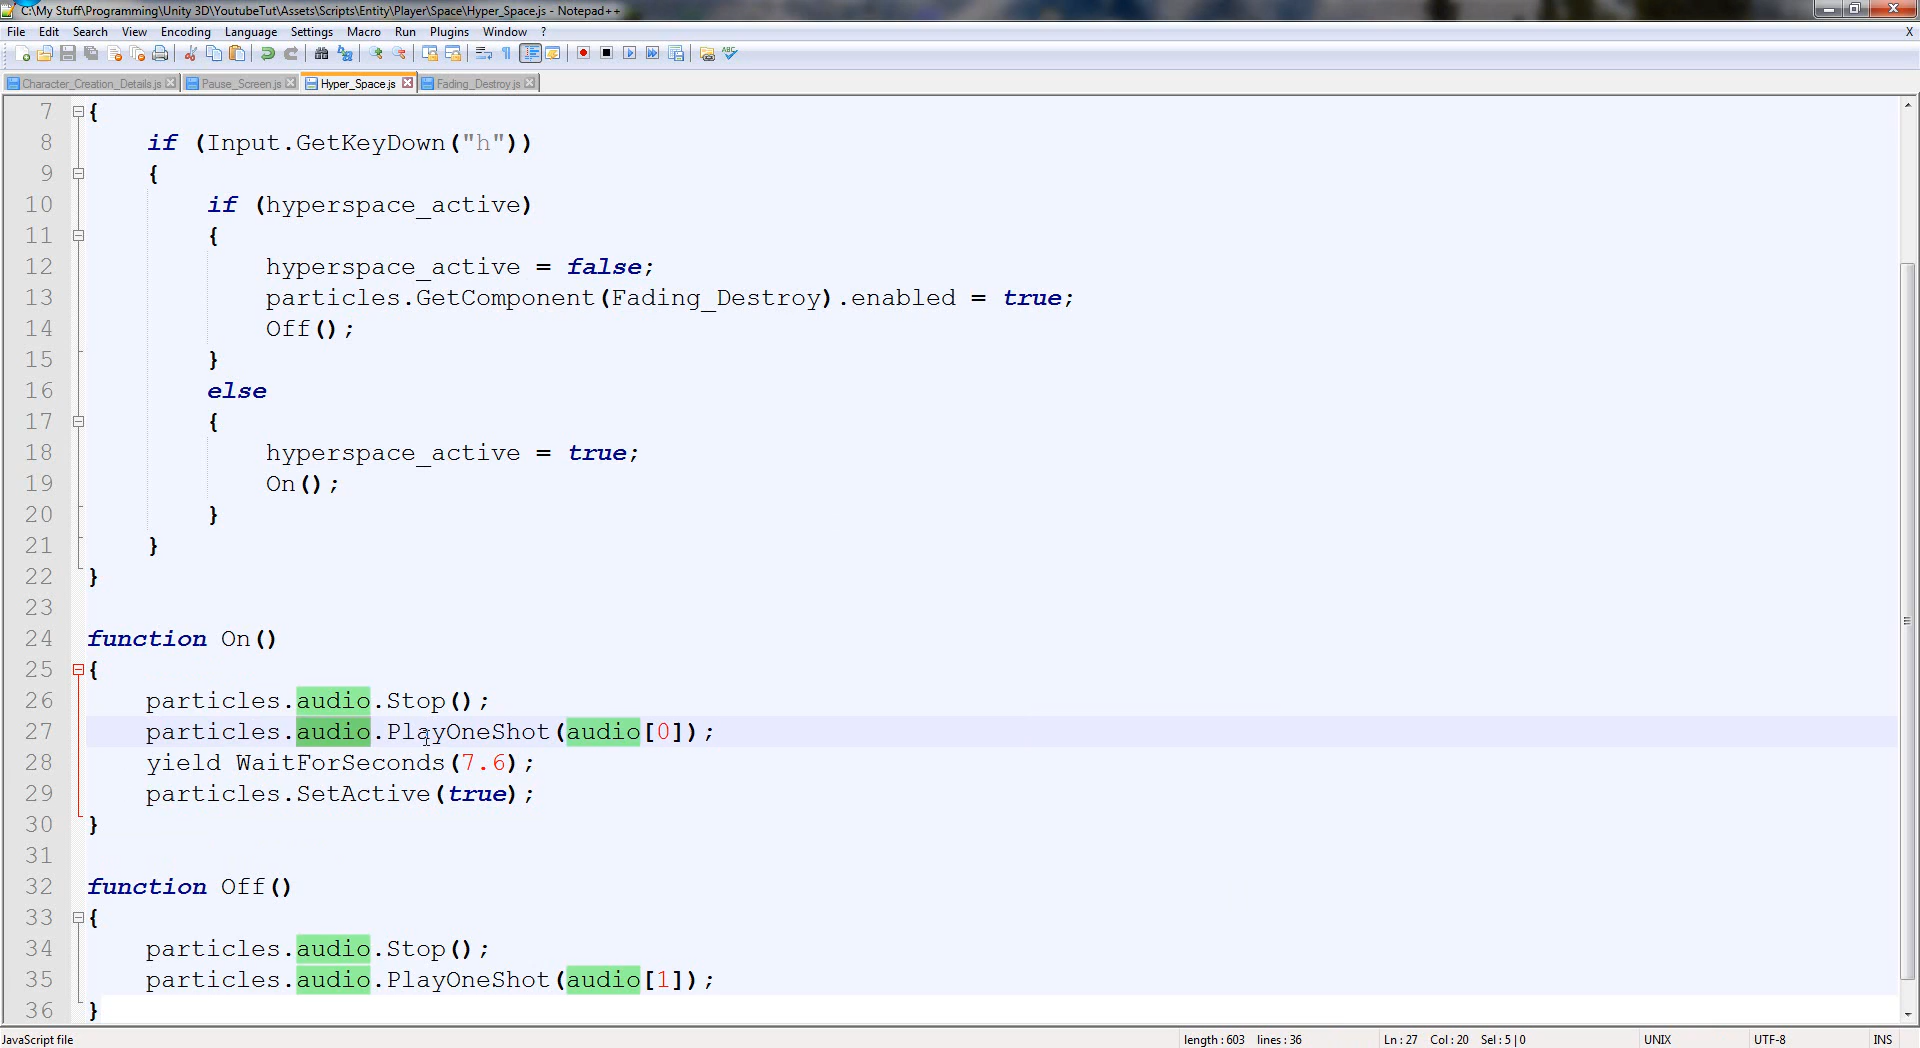 C:\My Stuff\Programming\Unity 3D\YoutubeTut\Assets\Scripts\Entity\Player\Space\Hyper_Space.js - Notepad++
File Edit Search View Encoding Language Settings Macro Run Plugins Window ? X
Character_Creation_Details.js Pause_Screen.js Hyper_Space.js Fading_Destroy.js
7 {
8 if (Input.GetKeyDown("h"))
9 {
10 if (hyperspace_active)
11 {
12 hyperspace_active = false;
13 particles.GetComponent(Fading_Destroy).enabled = true;
14 Off();
15 }
16 else
17 {
18 hyperspace_active = true;
19 On();
20 }
21 }
22 }
23
24 function On()
25 {
26 particles.audio.Stop();
27 particles.audio.PlayOneShot(audio[0]);
28 yield WaitForSeconds(7.6);
29 particles.SetActive(true);
30 }
31
32 function Off()
33 {
34 particles.audio.Stop();
35 particles.audio.PlayOneShot(audio[1]);
36 }
JavaScript file length : 603 lines : 36 Ln : 27 Col : 20 Sel : 5 | 0 UNIX UTF-8 INS